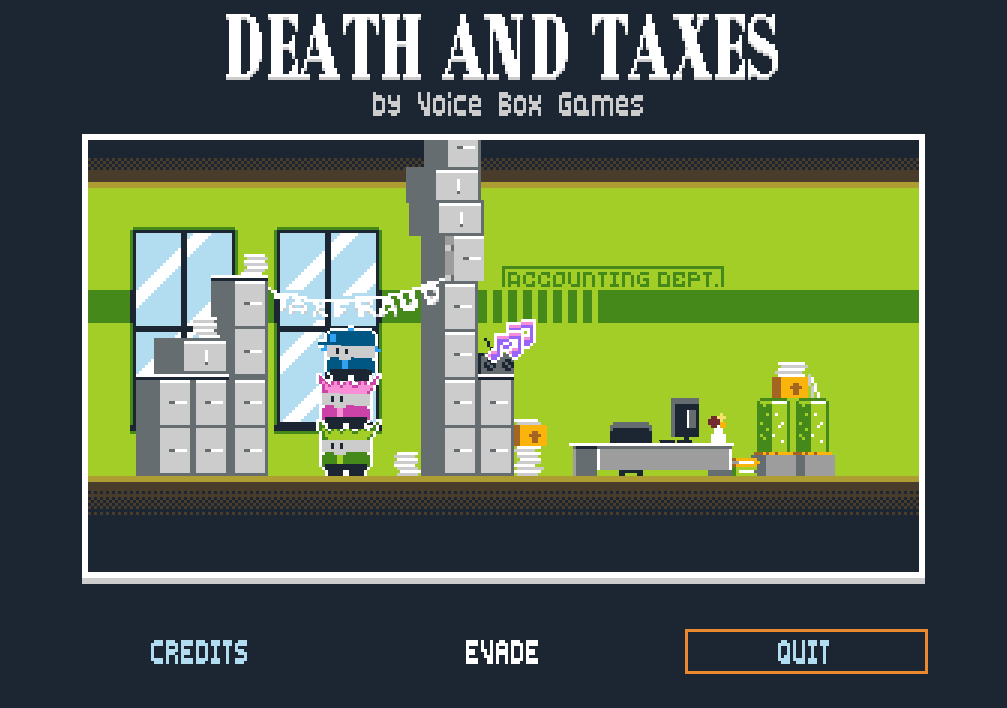 DEATH AND TAXES
by Voice Box Games
TAX FRAUD
ACCOUNTING DEPT.
CREDITS
EVADE
QUIT